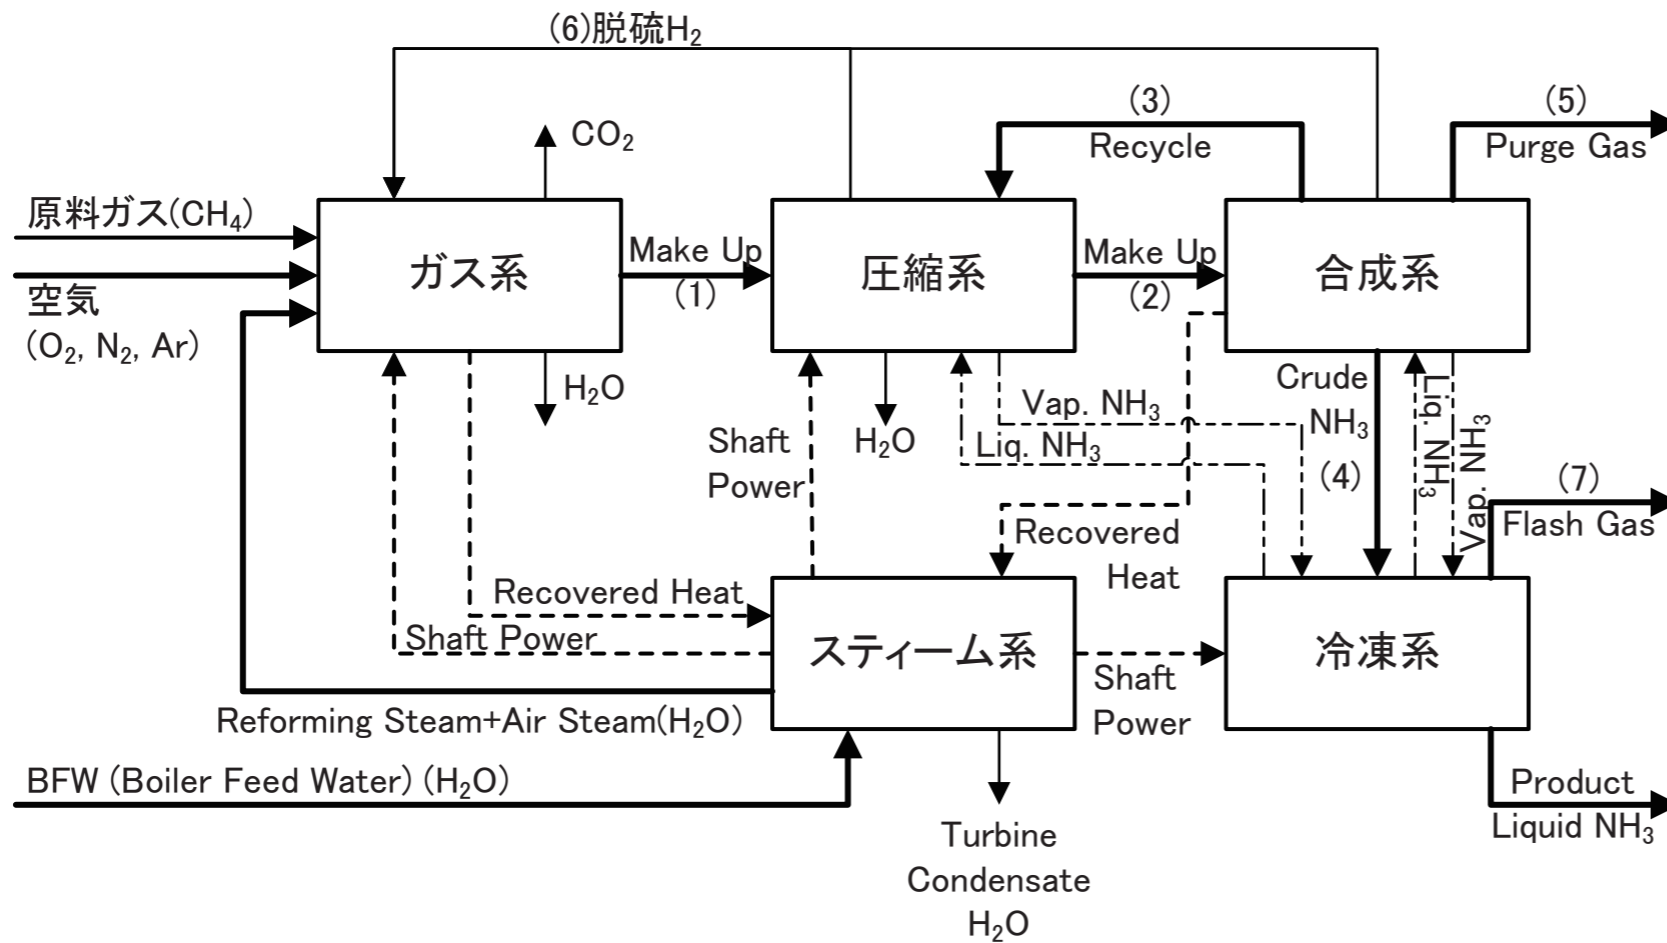 (6)脱硫H₂
(3)
Recycle
(5)
Purge Gas
CO₂
原料ガス(CH₄)
空気
(O₂, N₂, Ar)
ガス系
Make Up
(1)
圧縮系
Make Up
(2)
合成系
H₂O
Shaft
Power
H₂O
Vap. NH₃
Liq. NH₃
Crude
NH₃
(4)
Liq. NH₃
Vap. NH₃
(7)
Flash Gas
Recovered
Heat
Recovered Heat
Shaft Power
スティーム系
Shaft
Power
冷凍系
Reforming Steam+Air Steam(H₂O)
BFW (Boiler Feed Water) (H₂O)
Product
Liquid NH₃
Turbine
Condensate
H₂O